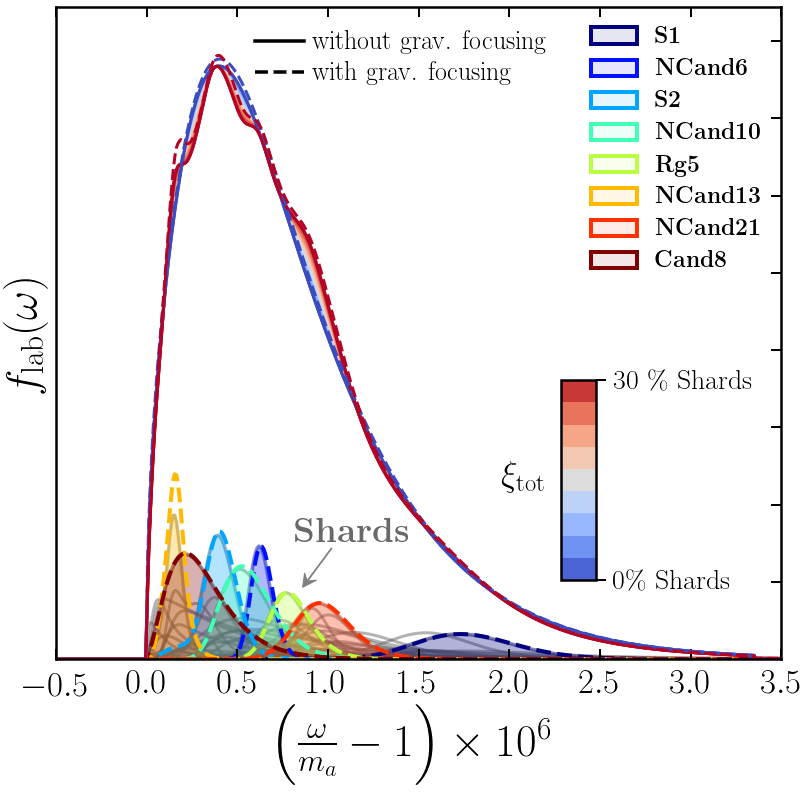 without grav. focusing
with grav. focusing
S1
NCand6
S2
NCand10
Rg5
NCand13
NCand21
Cand8
f_lab(ω)
30 % Shards
ξ_tot
0% Shards
Shards
−0.5 0.0 0.5 1.0 1.5 2.0 2.5 3.0 3.5
(ω/m_a − 1) × 10^6